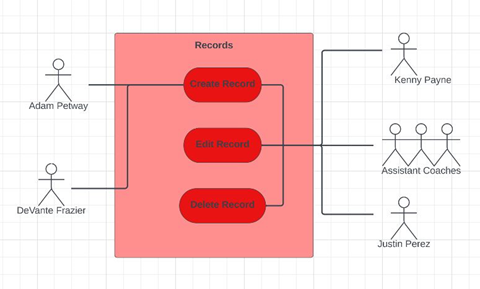 Records
Create Record
Edit Record
Delete Record
Adam Petway
DeVante Frazier
Kenny Payne
Assistant Coaches
Justin Perez